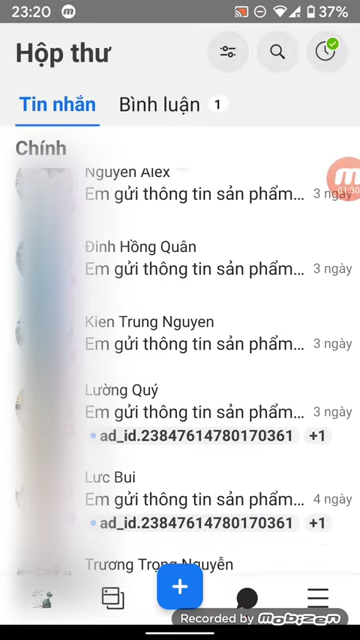 23:20
37%
Hộp thư
Tin nhắn
Bình luận 1
Chính
Nguyen Alex
Em gửi thông tin sản phẩm... 3 ngày
01:30
Đinh Hồng Quân
Em gửi thông tin sản phẩm... 3 ngày
Kien Trung Nguyen
Em gửi thông tin sản phẩm... 3 ngày
Lường Quý
Em gửi thông tin sản phẩm... 3 ngày
ad_id.23847614780170361 +1
Lưc Bui
Em gửi thông tin sản phẩm... 4 ngày
ad_id.23847614780170361 +1
Trương Trọng Nguyễn
Recorded by Mobizen